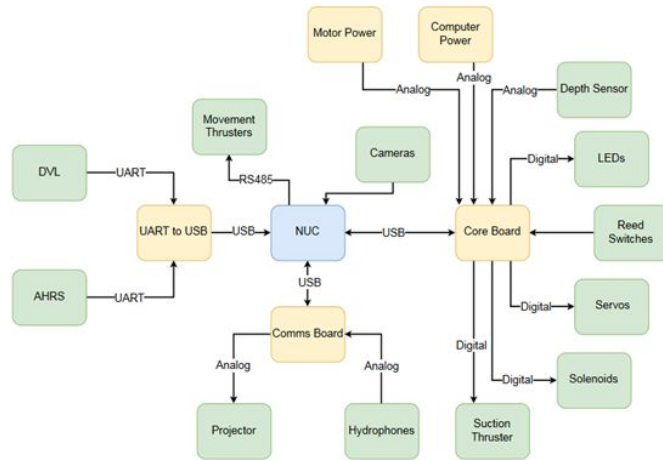 Motor Power
Computer
Power
Analog
Analog
Analog
Depth Sensor
Movement
Thrusters
Cameras
Digital
LEDs
DVL
UART
RS485
UART to USB
USB
NUC
USB
Core Board
Reed
Switches
AHRS
UART
USB
Digital
Servos
Comms Board
Digital
Analog
Analog
Digital
Solenoids
Projector
Hydrophones
Suction
Thruster